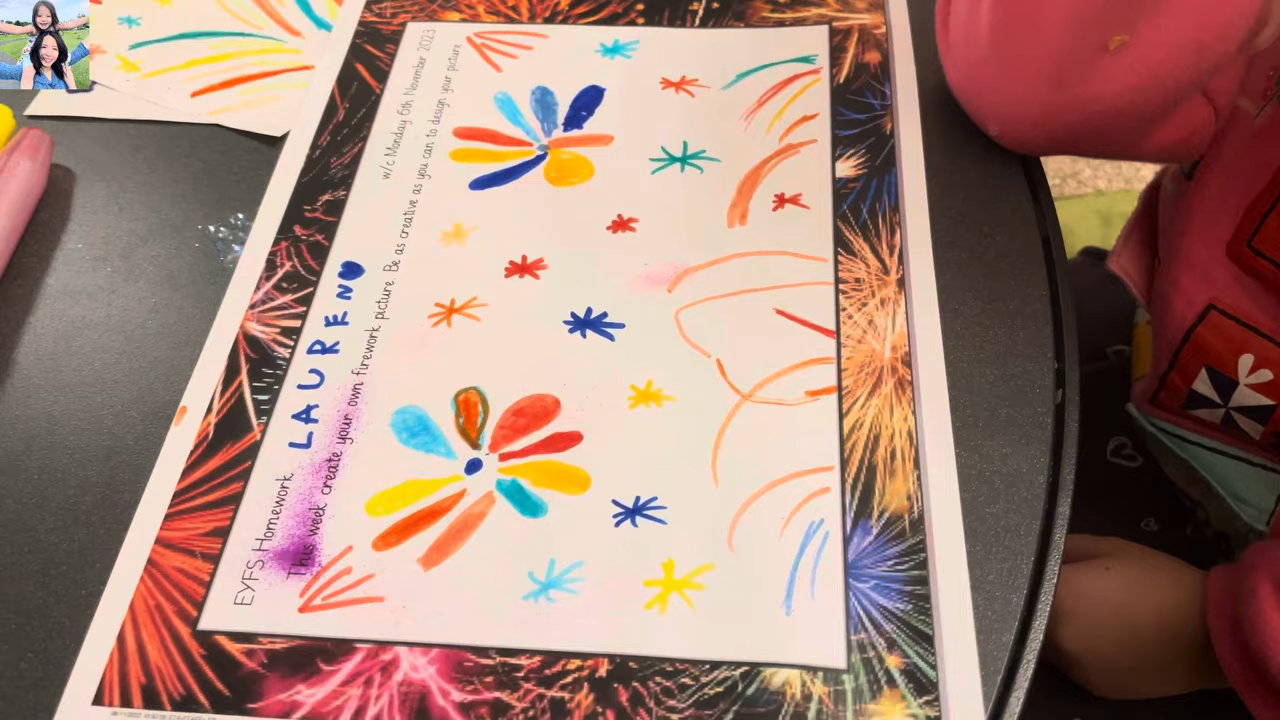 w/c Monday 6th November 2023
EYFS Homework LAUREN
This week create your own firework picture. Be as creative as you can to design your picture